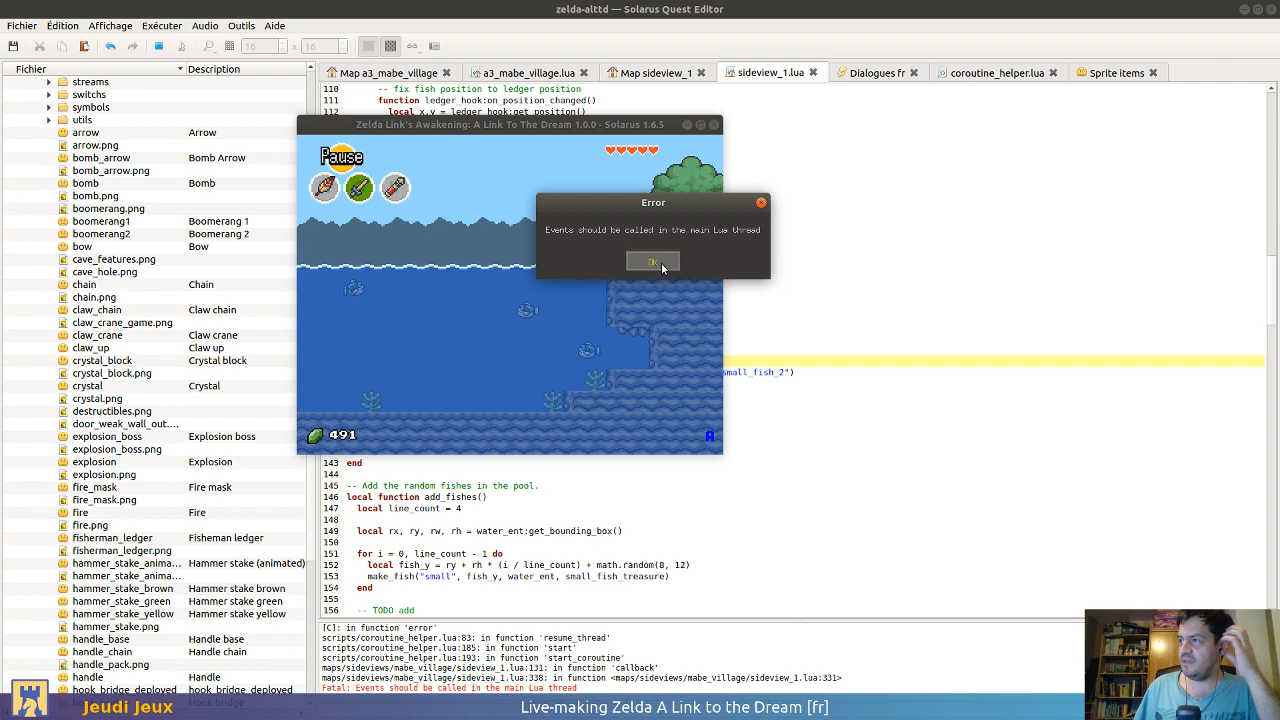 zelda-alttd — Solarus Quest Editor
Fichier Édition Affichage Exécuter Audio Outils Aide
16 x 16
Fichier Description
streams
switchs
symbols
utils
arrow Arrow
arrow.png
bomb_arrow Bomb Arrow
bomb_arrow.png
bomb Bomb
bomb.png
boomerang.png
boomerang1 Boomerang 1
boomerang2 Boomerang 2
bow Bow
cave_features.png
cave_hole.png
chain Chain
chain.png
claw_chain Claw chain
claw_crane_game.png
claw_crane Claw crane
claw_up Claw up
crystal_block Crystal block
crystal_block.png
crystal Crystal
crystal.png
destructibles.png
door_weak_wall_out....
explosion_boss Explosion boss
explosion_boss.png
explosion Explosion
explosion.png
fire_mask Fire mask
fire_mask.png
fire Fire
fire.png
fisherman_ledger Fisheman ledger
fisherman_ledger.png
hammer_stake_anima... Hammer stake (animated)
hammer_stake_anima...
hammer_stake_brown Hammer stake brown
hammer_stake_green Hammer stake green
hammer_stake_yellow Hammer stake yellow
hammer_stake.png
handle_base Handle base
handle_chain Handle chain
handle_pack.png
handle Handle
hook_bridge_deployed
Map a3_mabe_village a3_mabe_village.lua Map sideview_1 sideview_1.lua Dialogues fr coroutine_helper.lua Sprite items
110 -- fix fish position to ledger position
111 function ledger_hook:on_position_changed()
112 local x,y = ledger_hook:get_position()
Zelda Link's Awakening: A Link To The Dream 1.0.0 - Solarus 1.6.5
Pause
Error
Events should be called in the main Lua thread
OK
491
A
small_fish_2")
143 end
144
145 -- Add the random fishes in the pool.
146 local function add_fishes()
147 local line_count = 4
148
149 local rx, ry, rw, rh = water_ent:get_bounding_box()
150
151 for i = 0, line_count - 1 do
152 local fish_y = ry + rh * (i / line_count) + math.random(8, 12)
153 make_fish("small", fish_y, water_ent, small_fish_treasure)
154 end
155
156 -- TODO add
[C]: in function 'error'
scripts/coroutine_helper.lua:83: in function 'resume_thread'
scripts/coroutine_helper.lua:185: in function 'start'
scripts/coroutine_helper.lua:193: in function 'start_coroutine'
maps/sideviews/mabe_village/sideview_1.lua:131: in function 'callback'
maps/sideviews/mabe_village/sideview_1.lua:338: in function <maps/sideviews/mabe_village/sideview_1.lua:331>
Fatal: Events should be called in the main Lua thread
Jeudi Jeux
Live-making Zelda A Link to the Dream [fr]